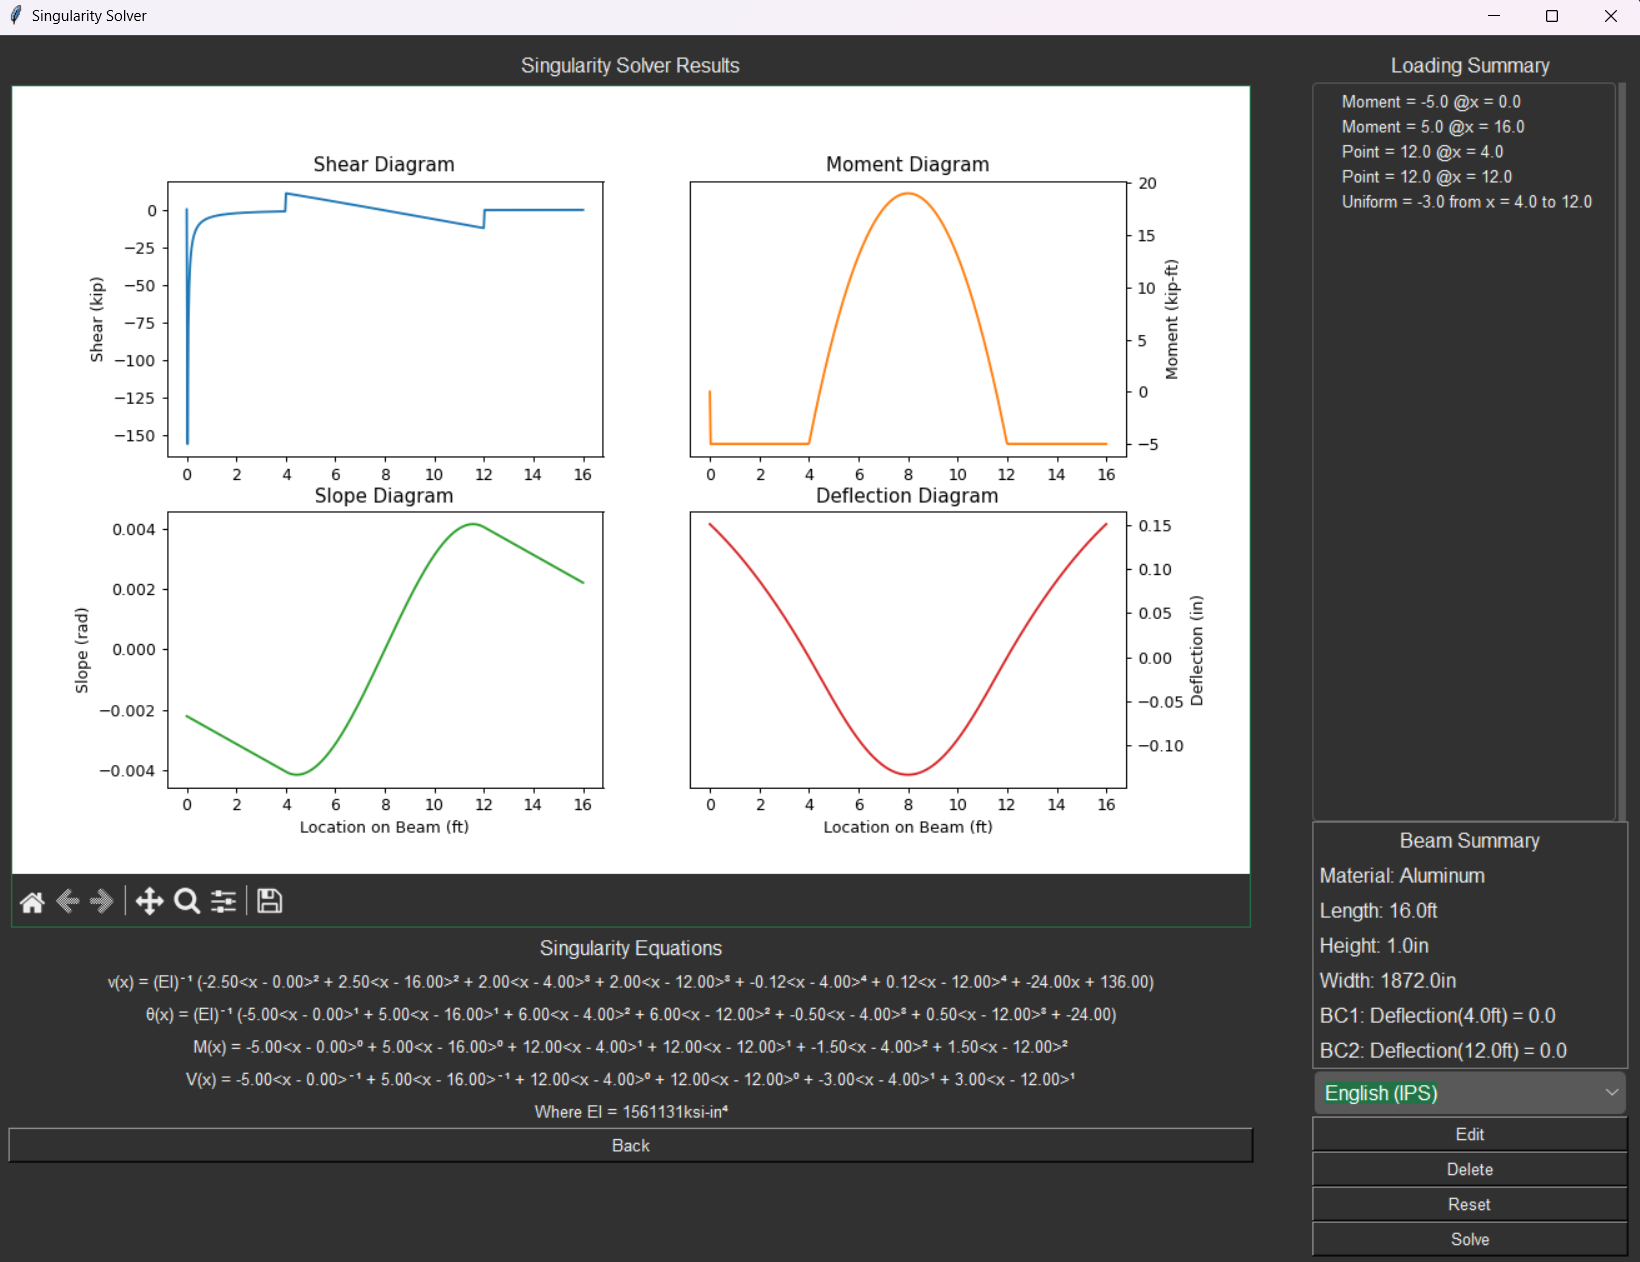 Singularity Solver
Singularity Solver Results
Shear Diagram
Shear (kip)
0
−25
−50
−75
−100
−125
−150
0 2 4 6 8 10 12 14 16
Moment Diagram
20
15
10
5
0
−5
Moment (kip-ft)
0 2 4 6 8 10 12 14 16
Slope Diagram
Slope (rad)
0.004
0.002
0.000
−0.002
−0.004
0 2 4 6 8 10 12 14 16
Location on Beam (ft)
Deflection Diagram
0.15
0.10
0.05
0.00
−0.05
−0.10
Deflection (in)
0 2 4 6 8 10 12 14 16
Location on Beam (ft)
Singularity Equations
v(x) = (EI)⁻¹ (-2.50<x - 0.00>² + 2.50<x - 16.00>² + 2.00<x - 4.00>³ + 2.00<x - 12.00>³ + -0.12<x - 4.00>⁴ + 0.12<x - 12.00>⁴ + -24.00x + 136.00)
θ(x) = (EI)⁻¹ (-5.00<x - 0.00>¹ + 5.00<x - 16.00>¹ + 6.00<x - 4.00>² + 6.00<x - 12.00>² + -0.50<x - 4.00>³ + 0.50<x - 12.00>³ + -24.00)
M(x) = -5.00<x - 0.00>⁰ + 5.00<x - 16.00>⁰ + 12.00<x - 4.00>¹ + 12.00<x - 12.00>¹ + -1.50<x - 4.00>² + 1.50<x - 12.00>²
V(x) = -5.00<x - 0.00>⁻¹ + 5.00<x - 16.00>⁻¹ + 12.00<x - 4.00>⁰ + 12.00<x - 12.00>⁰ + -3.00<x - 4.00>¹ + 3.00<x - 12.00>¹
Where EI = 1561131ksi-in⁴
Back
Loading Summary
Moment = -5.0 @x = 0.0
Moment = 5.0 @x = 16.0
Point = 12.0 @x = 4.0
Point = 12.0 @x = 12.0
Uniform = -3.0 from x = 4.0 to 12.0
Beam Summary
Material: Aluminum
Length: 16.0ft
Height: 1.0in
Width: 1872.0in
BC1: Deflection(4.0ft) = 0.0
BC2: Deflection(12.0ft) = 0.0
English (IPS)
Edit
Delete
Reset
Solve